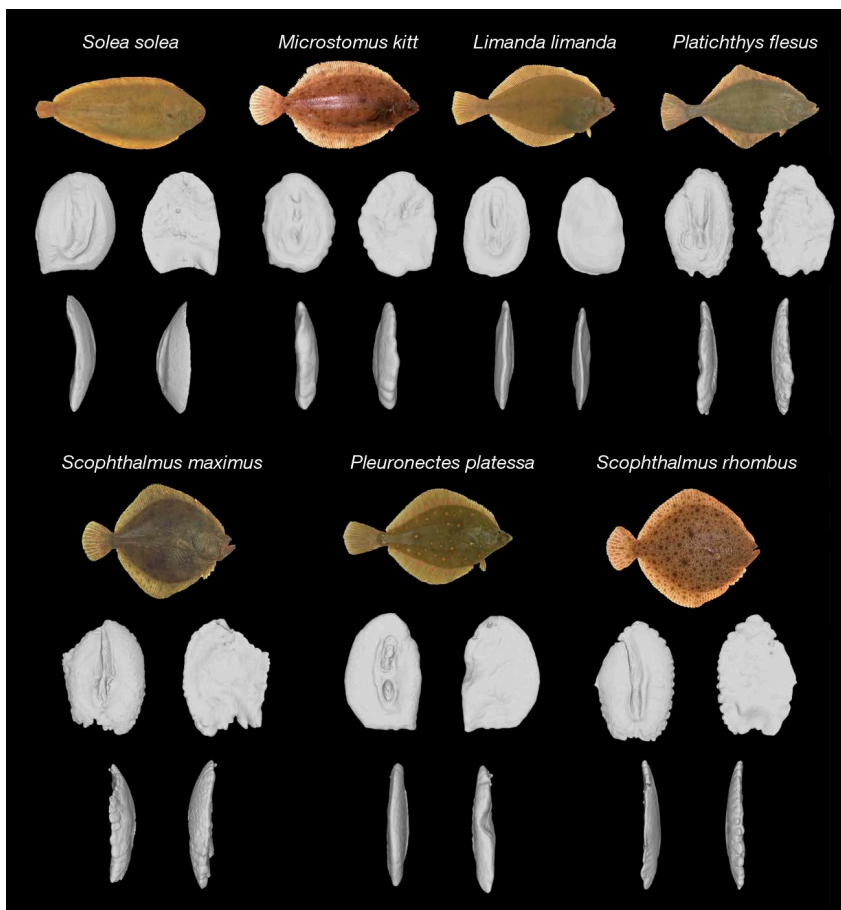 Solea solea
Microstomus kitt
Limanda limanda
Platichthys flesus
Scophthalmus maximus
Pleuronectes platessa
Scophthalmus rhombus